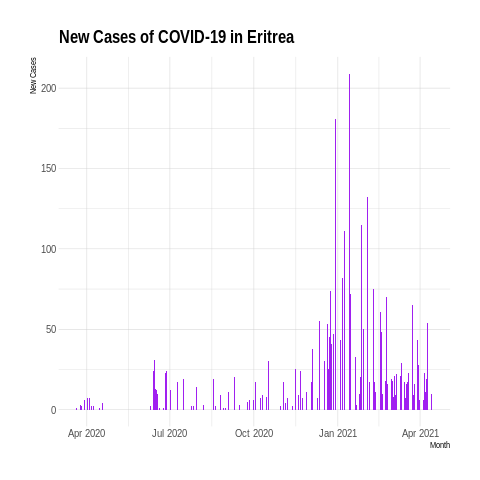 New Cases of COVID-19 in Eritrea
New Cases
200
150
100
50
0
Apr 2020 Jul 2020 Oct 2020 Jan 2021 Apr 2021
Month